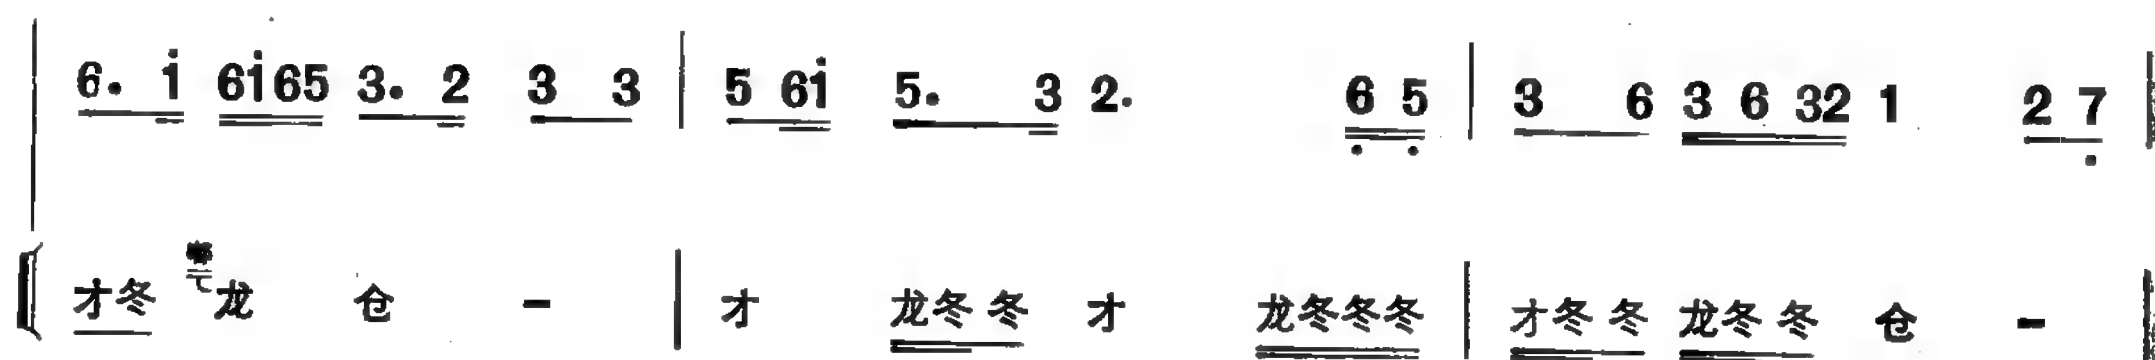 6. i 6i65 3. 2 3 3 | 5 6i 5. 3 2. 6 5 | 3 6 3 6 32 1 2 7
才冬 龙 仓 - | 才 龙冬冬 才 龙冬冬冬 | 才冬冬 龙冬冬 仓 -